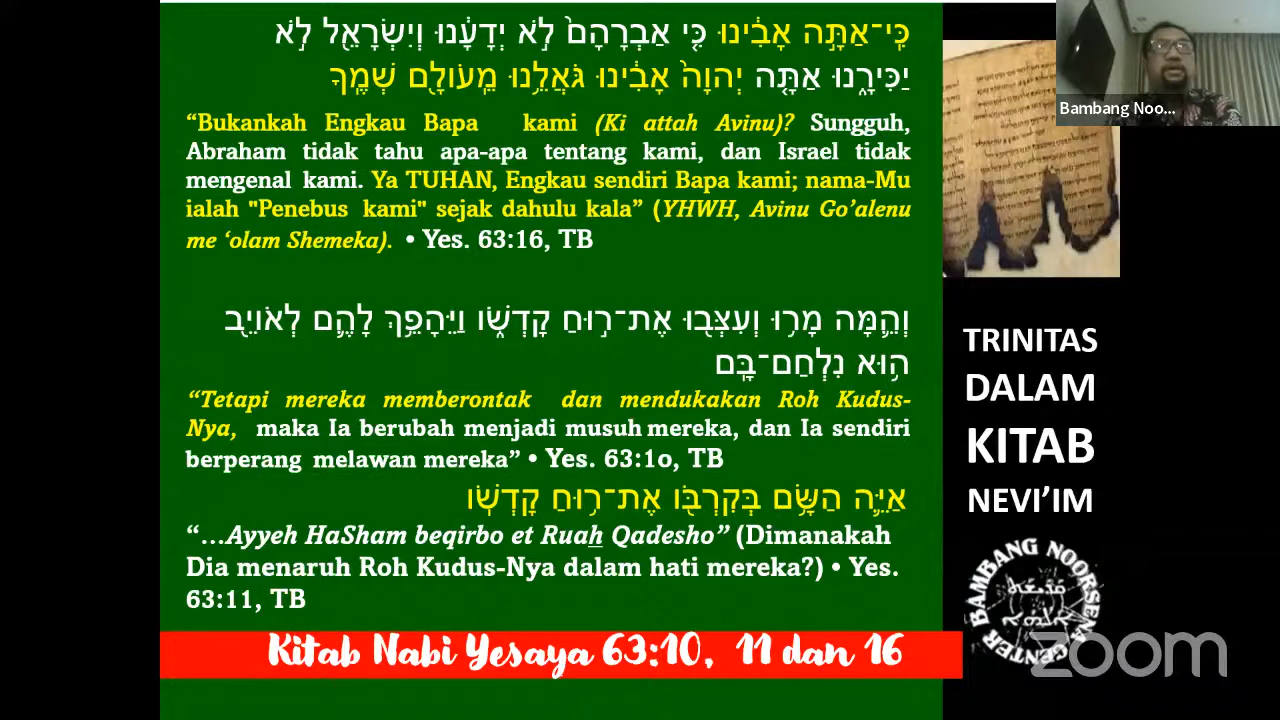 כִּֽי־אַתָּ֣ה אָבִ֔ינוּ כִּ֤י אַבְרָהָם֙ לֹ֣א יְדָעָ֔נוּ וְיִשְׂרָאֵ֖ל לֹ֣א
יַכִּירָ֑נוּ אַתָּ֤ה יְהוָה֙ אָבִ֔ינוּ גֹּאֲלֵ֥נוּ מֵֽעוֹלָ֖ם שְׁמֶֽךָ
“Bukankah Engkau Bapa kami (Ki attah Avinu)? Sungguh,
Abraham tidak tahu apa-apa tentang kami, dan Israel tidak
mengenal kami. Ya TUHAN, Engkau sendiri Bapa kami; nama-Mu
ialah "Penebus kami" sejak dahulu kala” (YHWH, Avinu Go’alenu
me ‘olam Shemeka). • Yes. 63:16, TB
וְהֵ֛מָּה מָר֥וּ וְעִצְּב֖וּ אֶת־ר֣וּחַ קָדְשׁ֑וֹ וַיֵּהָפֵ֥ךְ לָהֶ֛ם לְאוֹיֵ֖ב
ה֥וּא נִלְחַם־בָּֽם
“Tetapi mereka memberontak dan mendukakan Roh Kudus-
Nya, maka Ia berubah menjadi musuh mereka, dan Ia sendiri
berperang melawan mereka” • Yes. 63:1o, TB
אַיֵּ֛ה הַשָּׂ֥ם בְּקִרְבּ֖וֹ אֶת־ר֥וּחַ קָדְשֽׁוֹ
“…Ayyeh HaSham beqirbo et Ruah Qadesho” (Dimanakah
Dia menaruh Roh Kudus-Nya dalam hati mereka?) • Yes.
63:11, TB
Kitab Nabi Yesaya 63:10, 11 dan 16
Bambang Noo...
TRINITAS
DALAM
KITAB
NEVI’IM
BAMBANG NOORSENA CENTER
zoom